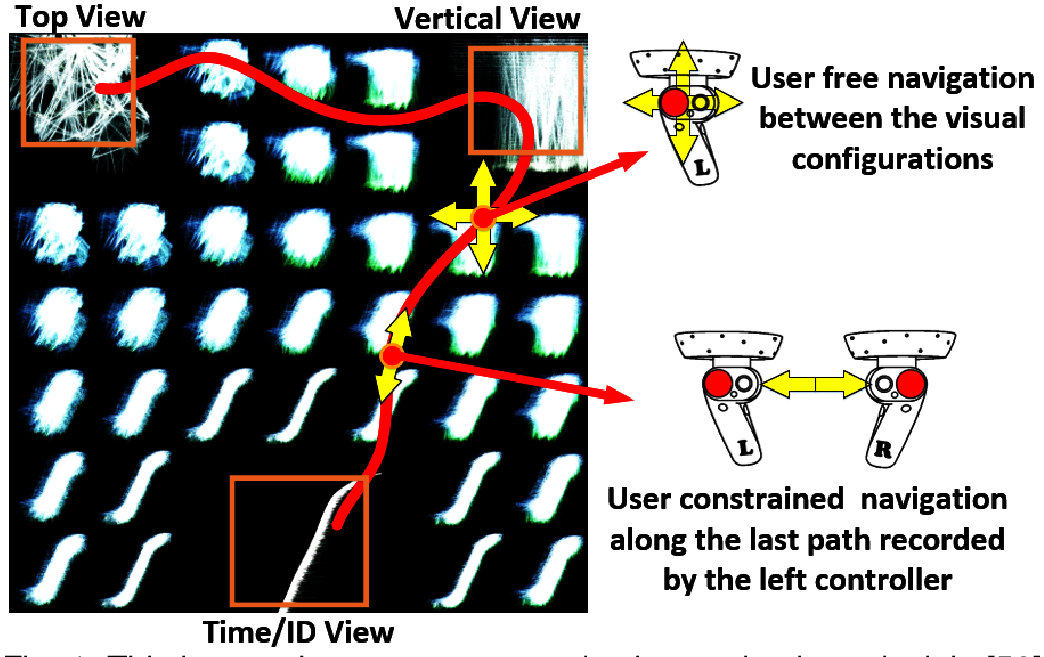 Top View
Vertical View
User free navigation
between the visual
configurations
L
L
R
User constrained navigation
along the last path recorded
by the left controller
Time/ID View